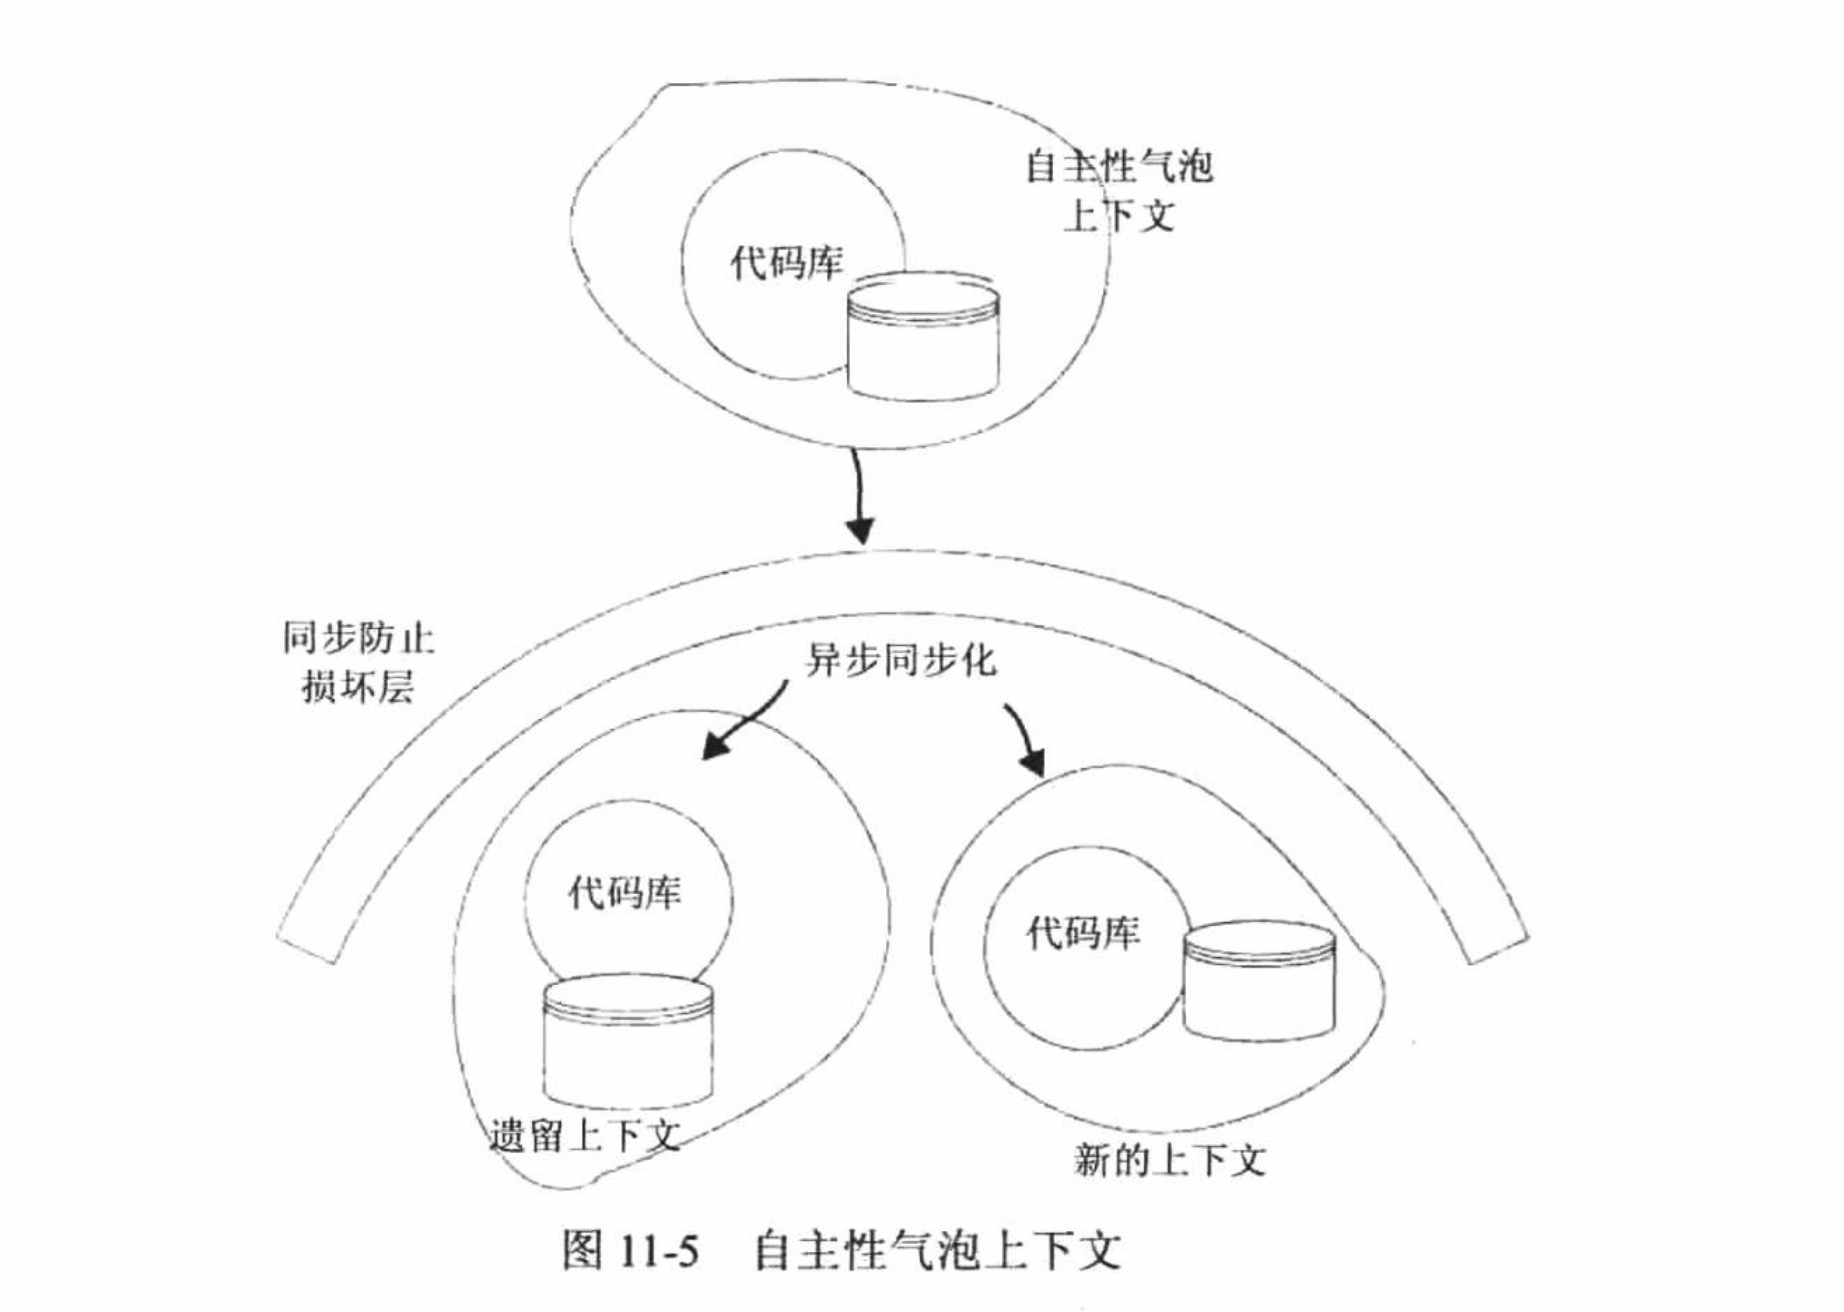 自主性气泡
上下文
代码库
同步防止
损坏层
异步同步化
代码库
代码库
遗留上下文
新的上下文
图 11-5 自主性气泡上下文